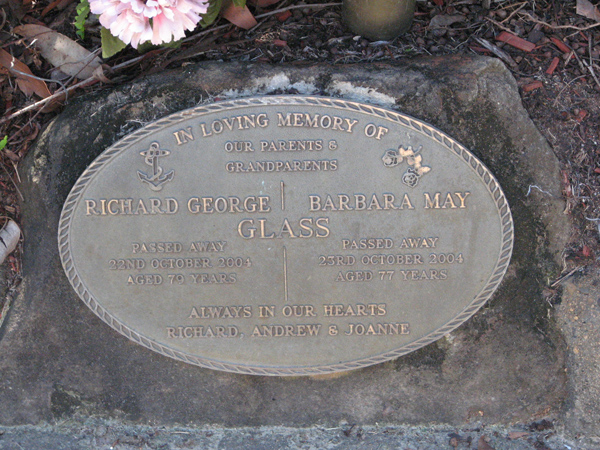 IN LOVING MEMORY OF
OUR PARENTS &
GRANDPARENTS
RICHARD GEORGE BARBARA MAY
GLASS
PASSED AWAY
22ND OCTOBER 2004
AGED 79 YEARS
PASSED AWAY
23RD OCTOBER 2004
AGED 77 YEARS
ALWAYS IN OUR HEARTS
RICHARD, ANDREW & JOANNE